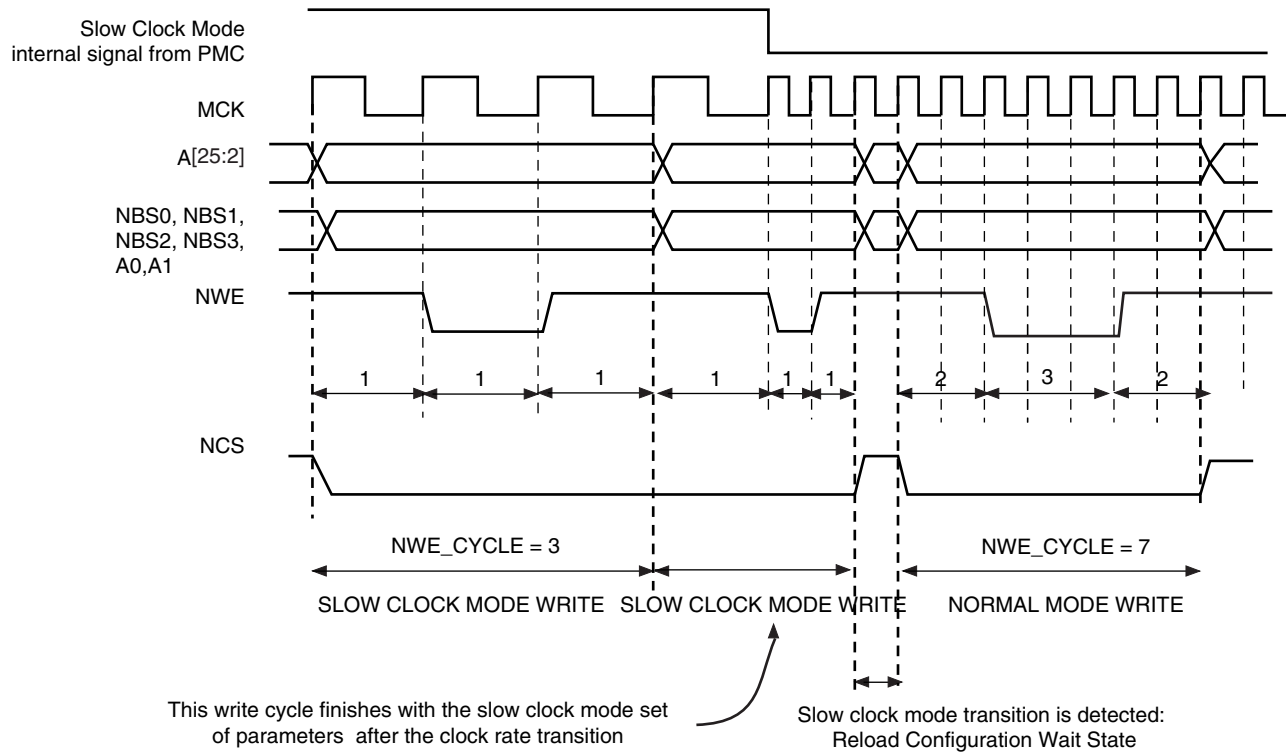 Slow Clock Mode
internal signal from PMC
MCK
A[25:2]
NBS0, NBS1,
NBS2, NBS3,
A0,A1
NWE
1 1 1 1 1 1 2 3 2
NCS
NWE_CYCLE = 3 NWE_CYCLE = 7
SLOW CLOCK MODE WRITE SLOW CLOCK MODE WRITE NORMAL MODE WRITE
This write cycle finishes with the slow clock mode set
of parameters after the clock rate transition
Slow clock mode transition is detected:
Reload Configuration Wait State